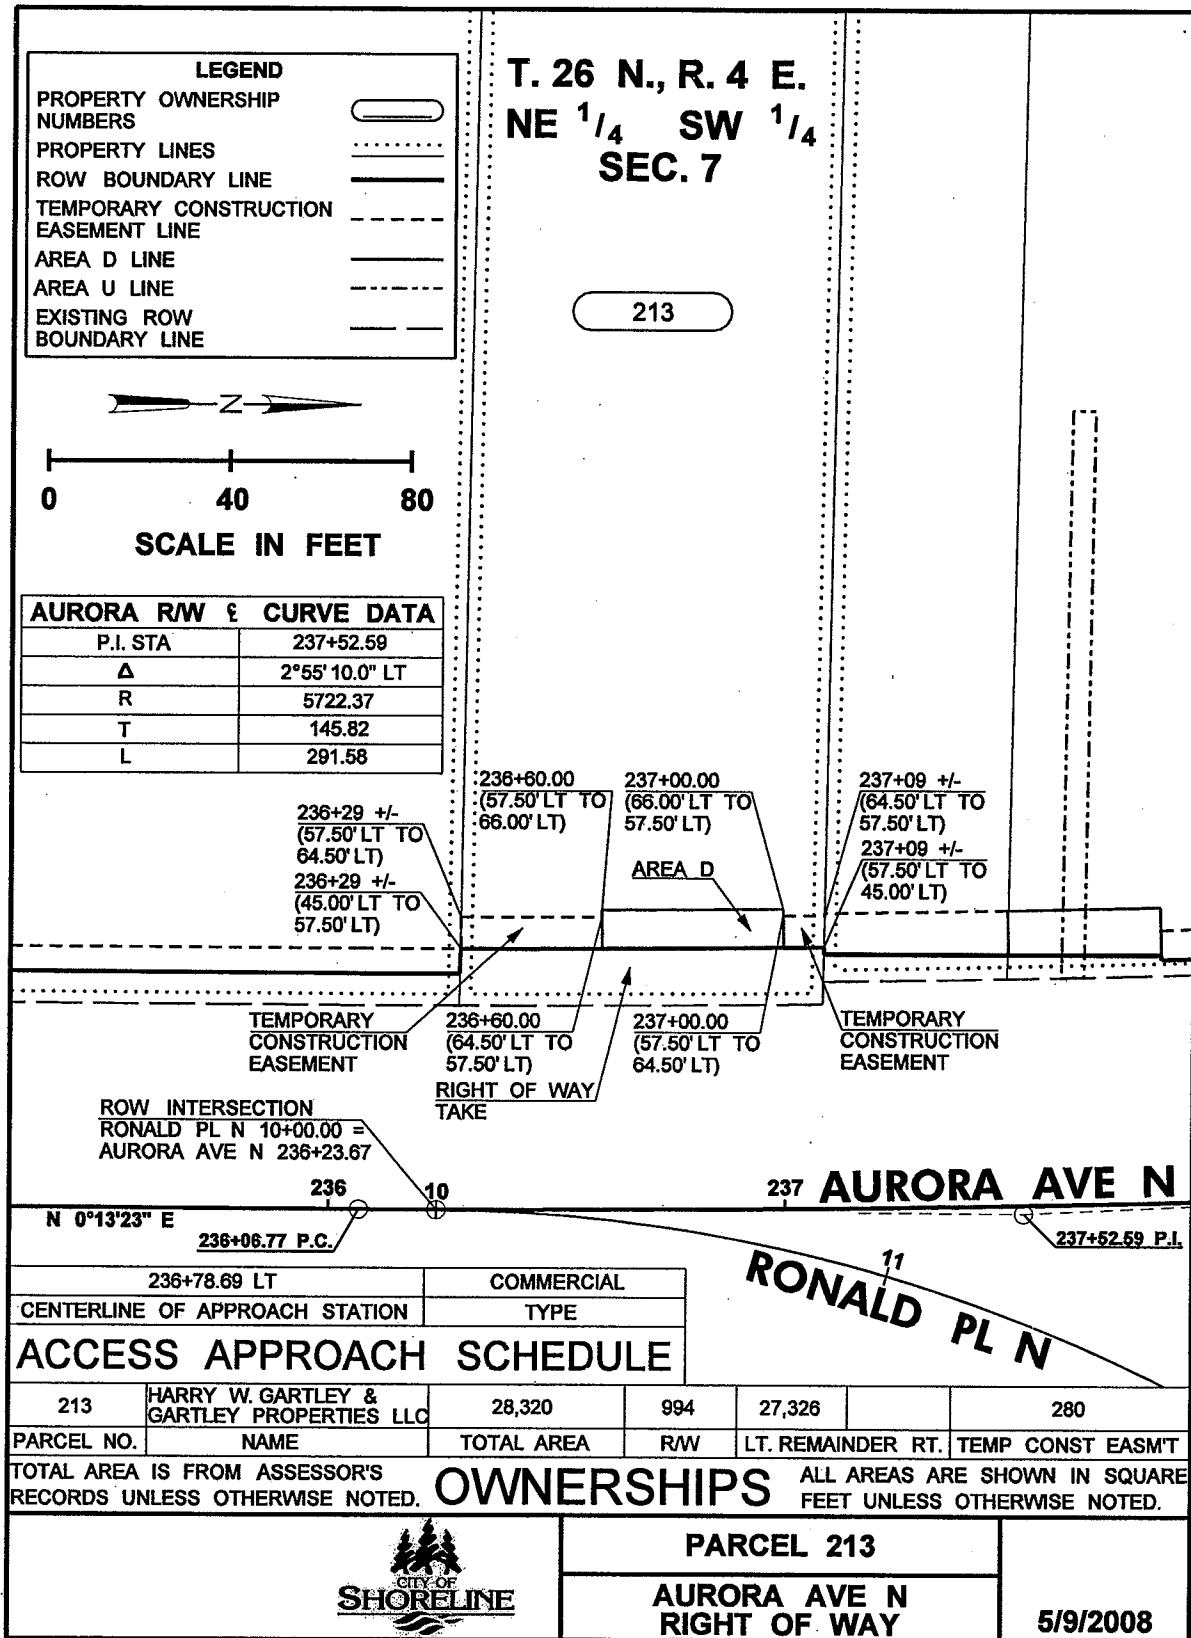 LEGEND
PROPERTY OWNERSHIP
NUMBERS
PROPERTY LINES
ROW BOUNDARY LINE
TEMPORARY CONSTRUCTION
EASEMENT LINE
AREA D LINE
AREA U LINE
EXISTING ROW
BOUNDARY LINE
T. 26 N., R. 4 E.
NE 1/4 SW 1/4
SEC. 7
213
N
0 40 80
SCALE IN FEET
AURORA R/W ℄ CURVE DATA
P.I. STA 237+52.59
Δ 2°55'10.0" LT
R 5722.37
T 145.82
L 291.58
236+29 +/-
(57.50' LT TO
64.50' LT)
236+29 +/-
(45.00' LT TO
57.50' LT)
236+60.00
(57.50' LT TO
66.00' LT)
237+00.00
(66.00' LT TO
57.50' LT)
AREA D
237+09 +/-
(64.50' LT TO
57.50' LT)
237+09 +/-
(57.50' LT TO
45.00' LT)
TEMPORARY
CONSTRUCTION
EASEMENT
236+60.00
(64.50' LT TO
57.50' LT)
RIGHT OF WAY
TAKE
237+00.00
(57.50' LT TO
64.50' LT)
TEMPORARY
CONSTRUCTION
EASEMENT
ROW INTERSECTION
RONALD PL N 10+00.00 =
AURORA AVE N 236+23.67
236 10 237 AURORA AVE N
N 0°13'23" E
236+06.77 P.C.
237+52.59 P.I.
11
RONALD PL N
236+78.69 LT COMMERCIAL
CENTERLINE OF APPROACH STATION TYPE
ACCESS APPROACH SCHEDULE
213 HARRY W. GARTLEY & GARTLEY PROPERTIES LLC 28,320 994 27,326 280
PARCEL NO. NAME TOTAL AREA R/W LT. REMAINDER RT. TEMP CONST EASM'T
TOTAL AREA IS FROM ASSESSOR'S
RECORDS UNLESS OTHERWISE NOTED.
OWNERSHIPS
ALL AREAS ARE SHOWN IN SQUARE
FEET UNLESS OTHERWISE NOTED.
CITY OF
SHORELINE
PARCEL 213
AURORA AVE N
RIGHT OF WAY
5/9/2008